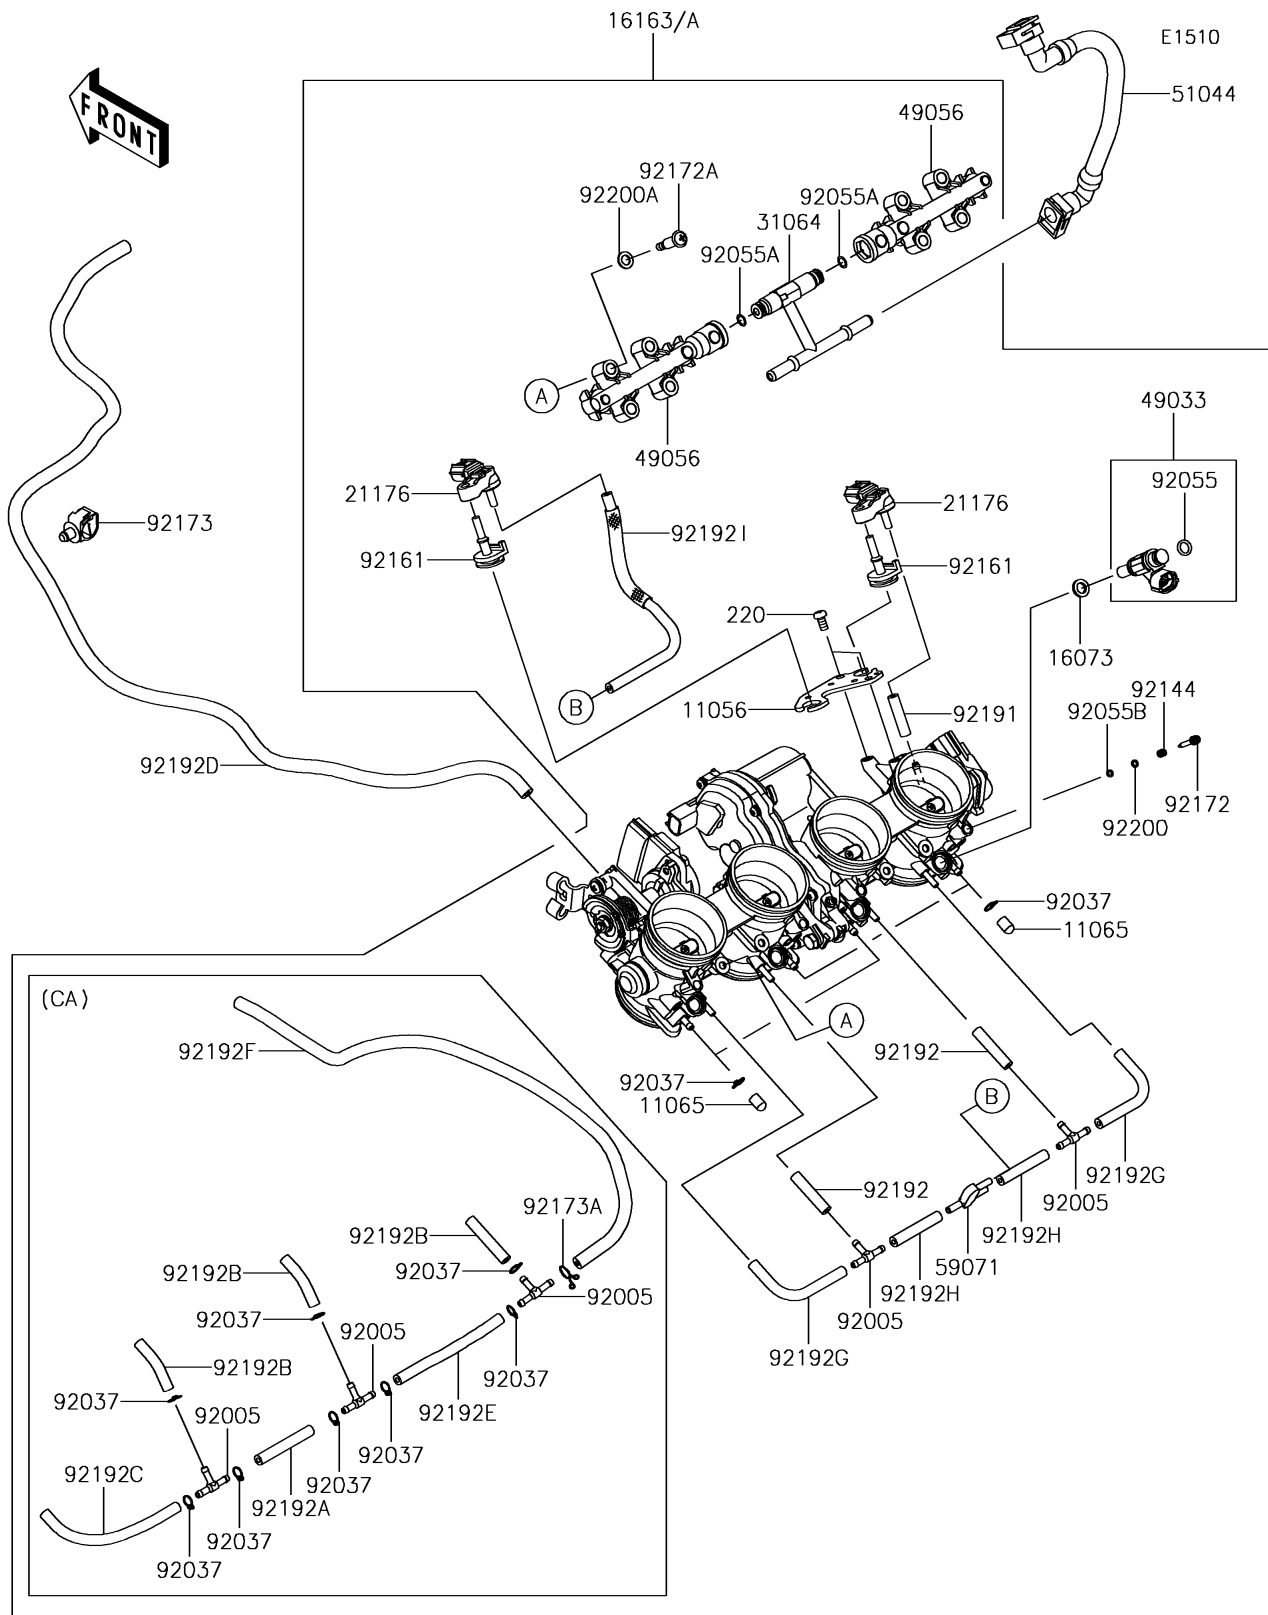 16163/A
E1510
FRONT
51044
49056
92172A
92200A
92055A
31064
92055A
49056
49033
A
92055
21176
21176
92173
92192I
92161
92161
220
16073
B
11056
92191
92144
92055B
92192D
92172
92200
92037
11065
(CA)
A
92192F
92192
92037
11065
B
92192
92192G
92005
92173A
92192B
92192H
92192B
92037
59071
92005
92192H
92037
92005
92005
92192G
92192B
92037
92037
92192E
92005
92037
92192C
92037
92192A
92037
92037